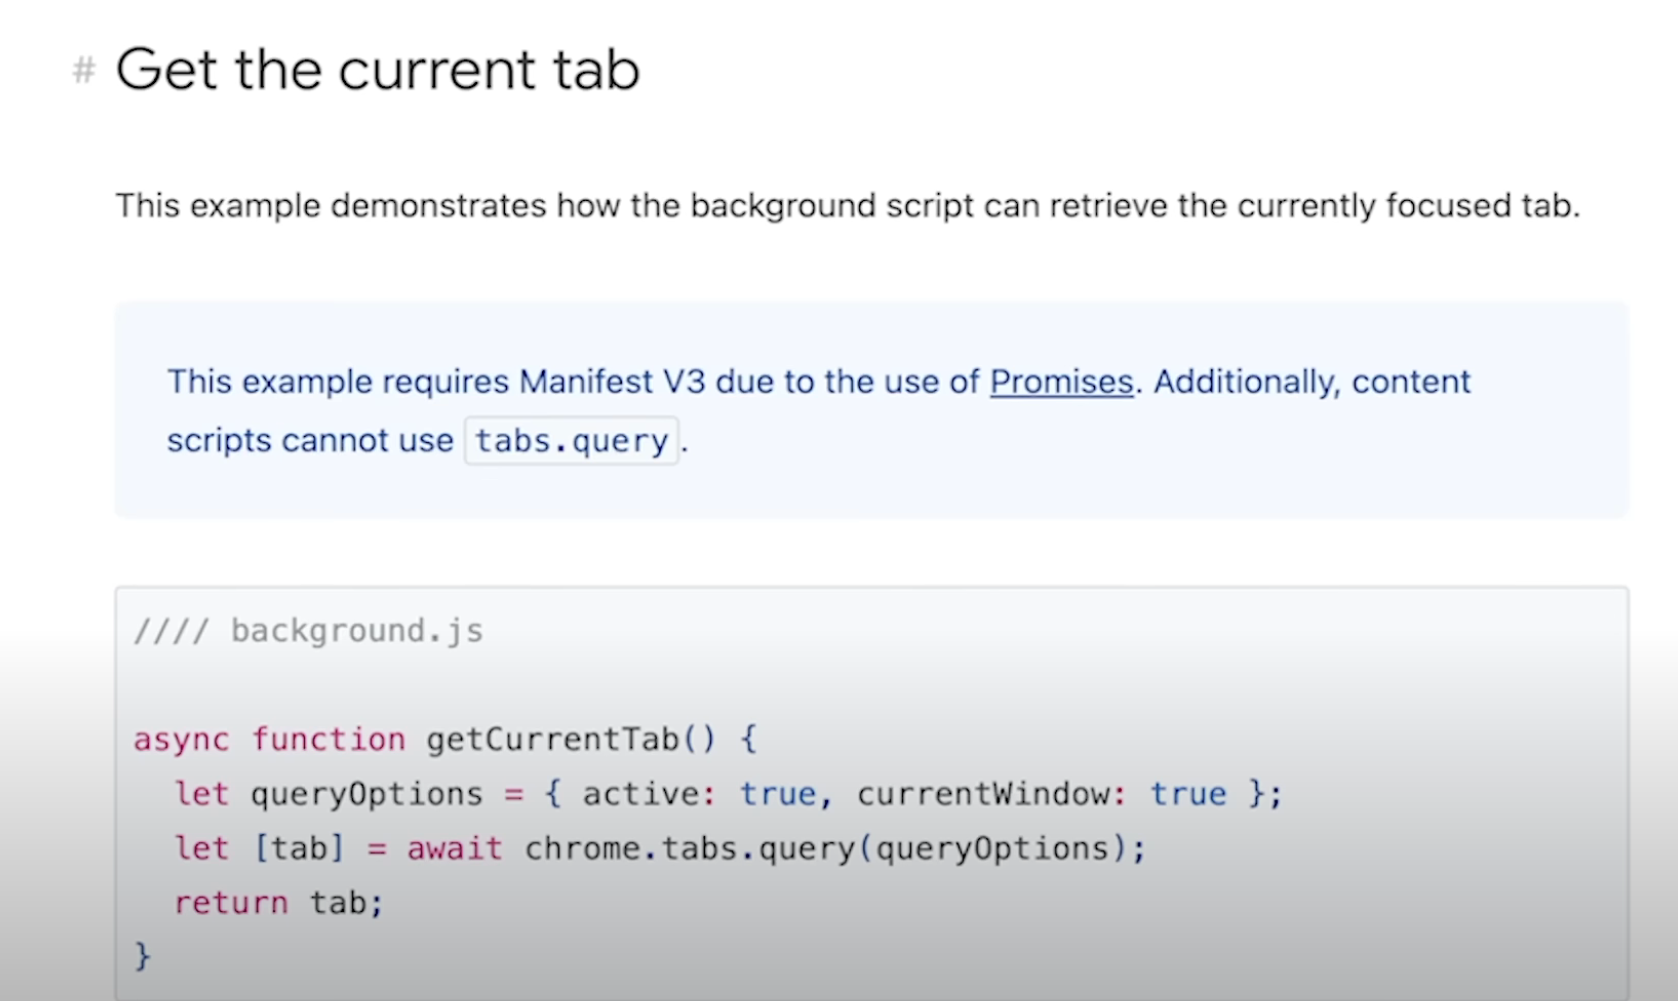 # Get the current tab
This example demonstrates how the background script can retrieve the currently focused tab.
This example requires Manifest V3 due to the use of Promises. Additionally, content
scripts cannot use tabs.query.
//// background.js
async function getCurrentTab() {
  let queryOptions = { active: true, currentWindow: true };
  let [tab] = await chrome.tabs.query(queryOptions);
  return tab;
}